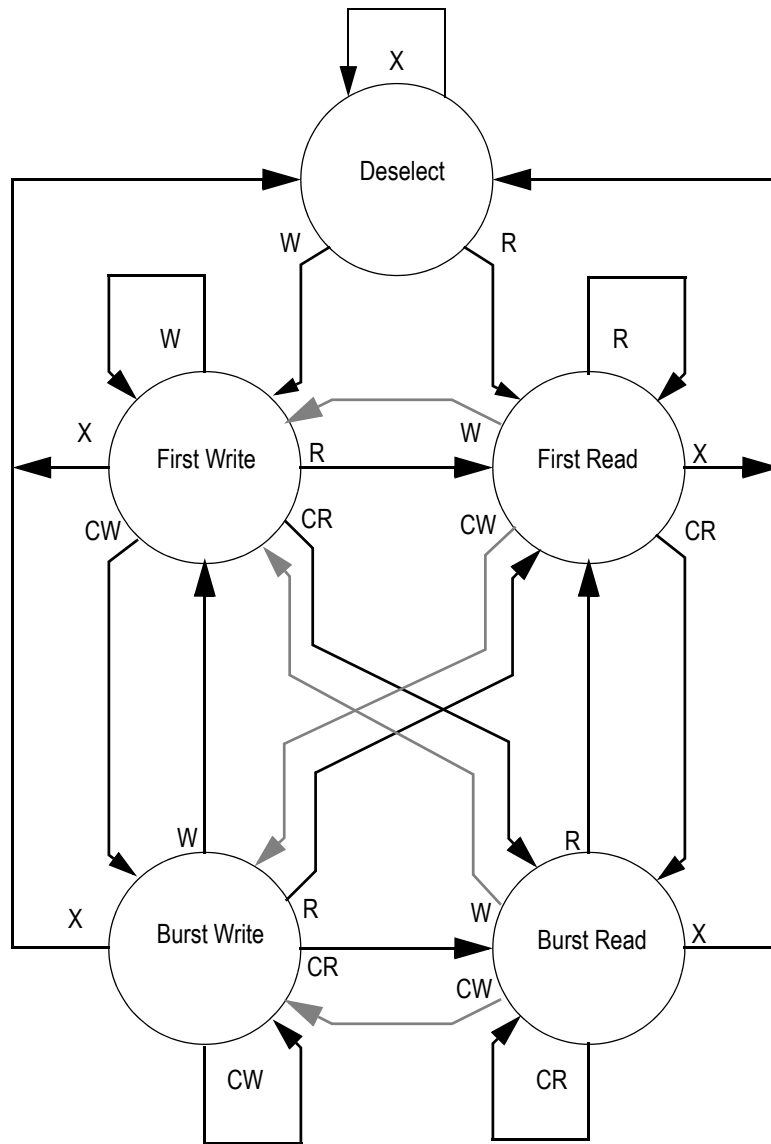 X
Deselect
W
R
W
R
X
W
X
First Write
R
First Read
X
CW
CR
CW
CR
W
R
X
R
W
Burst Write
Burst Read
X
CR
CW
CW
CR